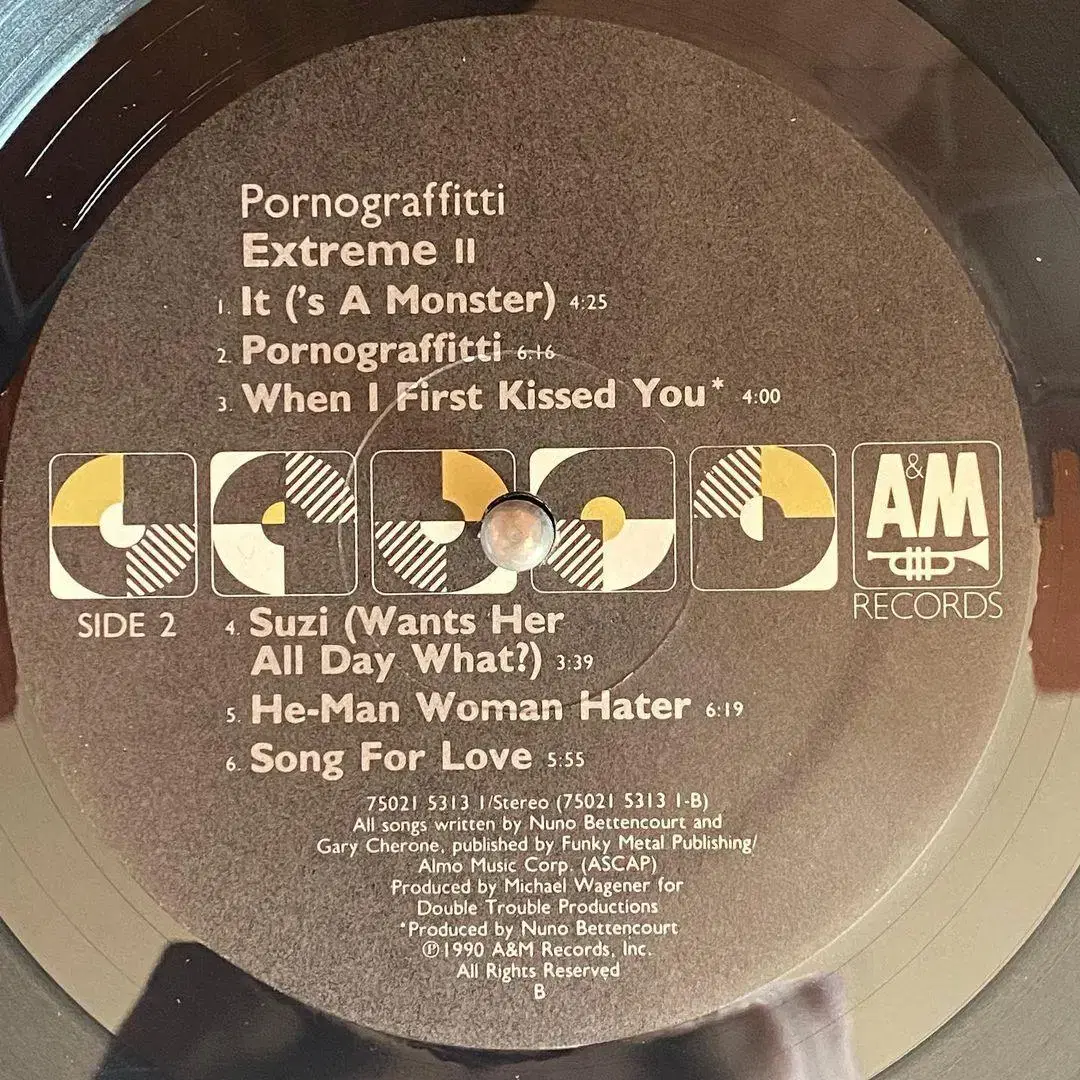 Pornograffitti
Extreme II
1. It ('s A Monster) 4:25
2. Pornograffitti 6:16
3. When I First Kissed You* 4:00
A&M
RECORDS
SIDE 2
4. Suzi (Wants Her
All Day What?) 3:39
5. He-Man Woman Hater 6:19
6. Song For Love 5:55
75021 5313 1/Stereo (75021 5313 1-B)
All songs written by Nuno Bettencourt and
Gary Cherone, published by Funky Metal Publishing/
Almo Music Corp. (ASCAP)
Produced by Michael Wagener for
Double Trouble Productions
*Produced by Nuno Bettencourt
℗1990 A&M Records, Inc.
All Rights Reserved
B